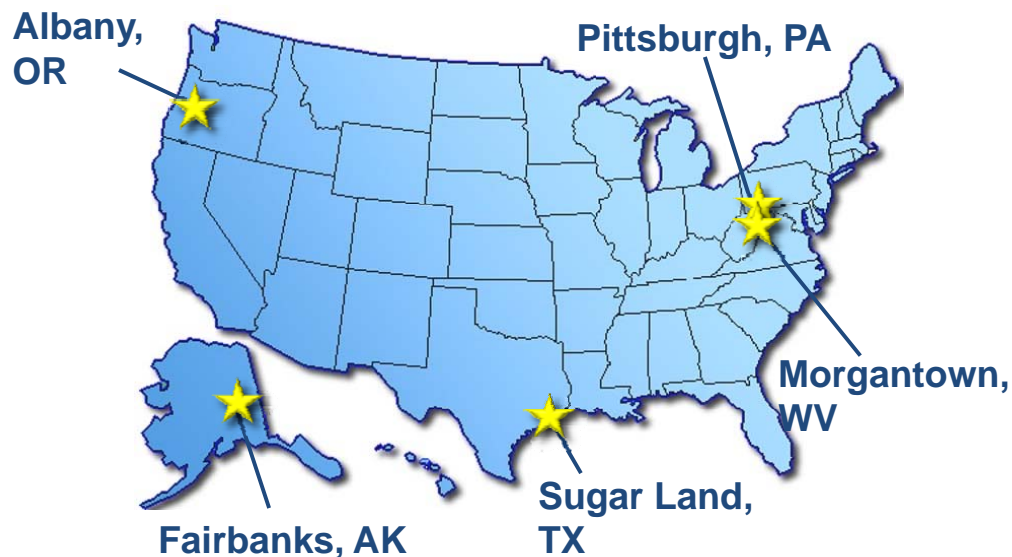 Albany,
OR
Pittsburgh, PA
Morgantown,
WV
Sugar Land,
TX
Fairbanks, AK